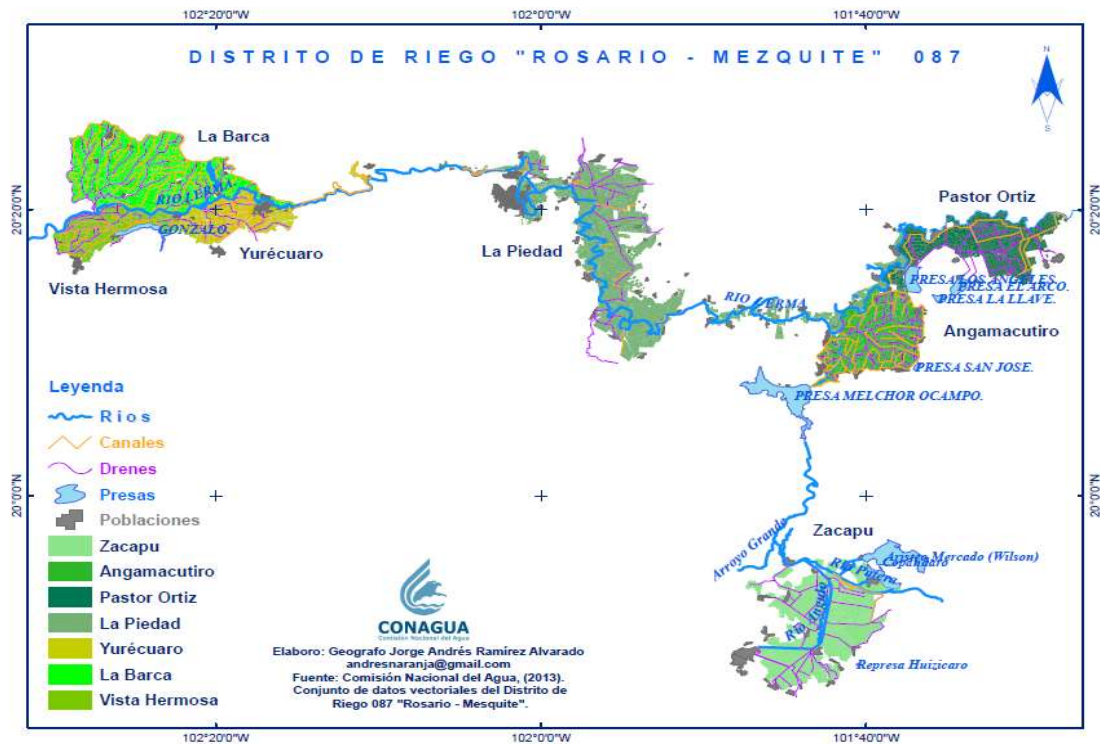 102°20'0"W
102°0'0"W
101°40'0"W
DISTRITO DE RIEGO "ROSARIO - MEZQUITE" 087
N
S
La Barca
RIO LERMA.
GONZALO.
Yurécuaro
Vista Hermosa
La Piedad
RIO LERMA
Pastor Ortiz
PRESA LOS ANGELES.
PRESA EL ARCO.
PRESA LA LLAVE.
Angamacutiro
PRESA SAN JOSE.
PRESA MELCHOR OCAMPO.
20°20'0"N
20°20'0"N
20°0'0"N
20°0'0"N
Zacapu
Arroyo Grande
Aristeo Mercado (Wilson)
Copandaro
Río Patera
Río Angulo
Represa Huizicaro
Leyenda
Rios
Canales
Drenes
Presas
Poblaciones
Zacapu
Angamacutiro
Pastor Ortiz
La Piedad
Yurécuaro
La Barca
Vista Hermosa
CONAGUA
Comisión Nacional del Agua
Elaboro: Geografo Jorge Andrés Ramírez Alvarado
andresnaranja@gmail.com
Fuente: Comisión Nacional del Agua, (2013).
Conjunto de datos vectoriales del Distrito de
Riego 087 "Rosario - Mesquite".
102°20'0"W
102°0'0"W
101°40'0"W